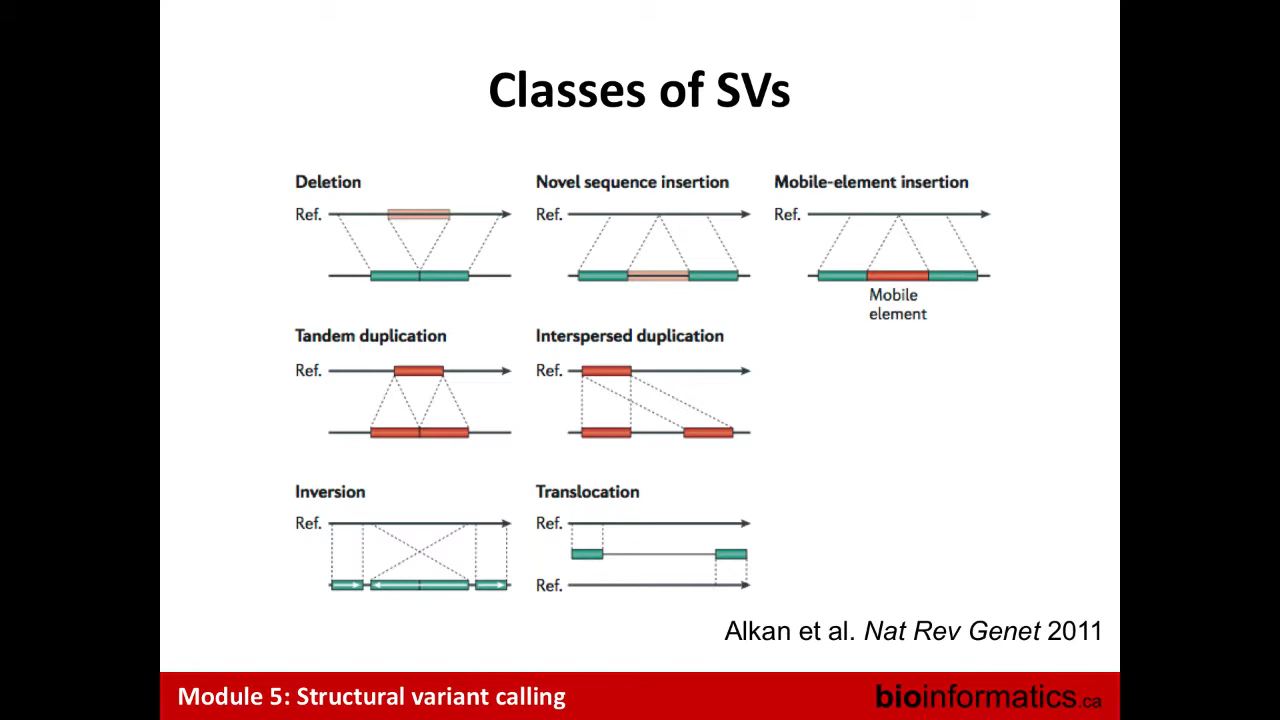 Classes of SVs
Deletion
Ref.
Novel sequence insertion
Ref.
Mobile-element insertion
Ref.
Mobile
element
Tandem duplication
Ref.
Interspersed duplication
Ref.
Inversion
Ref.
Translocation
Ref.
Ref.
Alkan et al. Nat Rev Genet 2011
Module 5: Structural variant calling
bioinformatics.ca